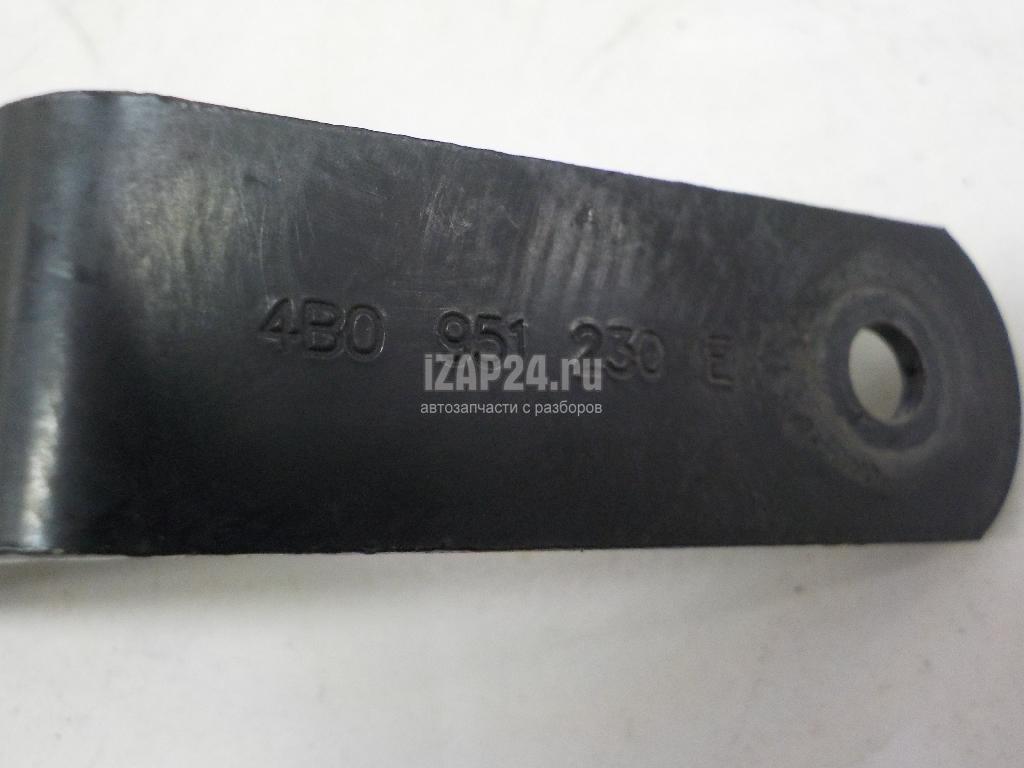 4B0 951 230 E
iZAP24.ru
автозапчасти с разборов